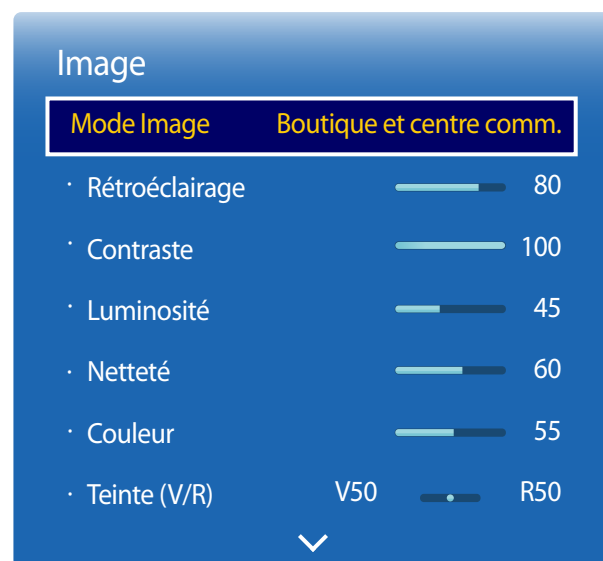 Image
Mode Image Boutique et centre comm.
· Rétroéclairage 80
· Contraste 100
· Luminosité 45
· Netteté 60
· Couleur 55
· Teinte (V/R) V50 R50